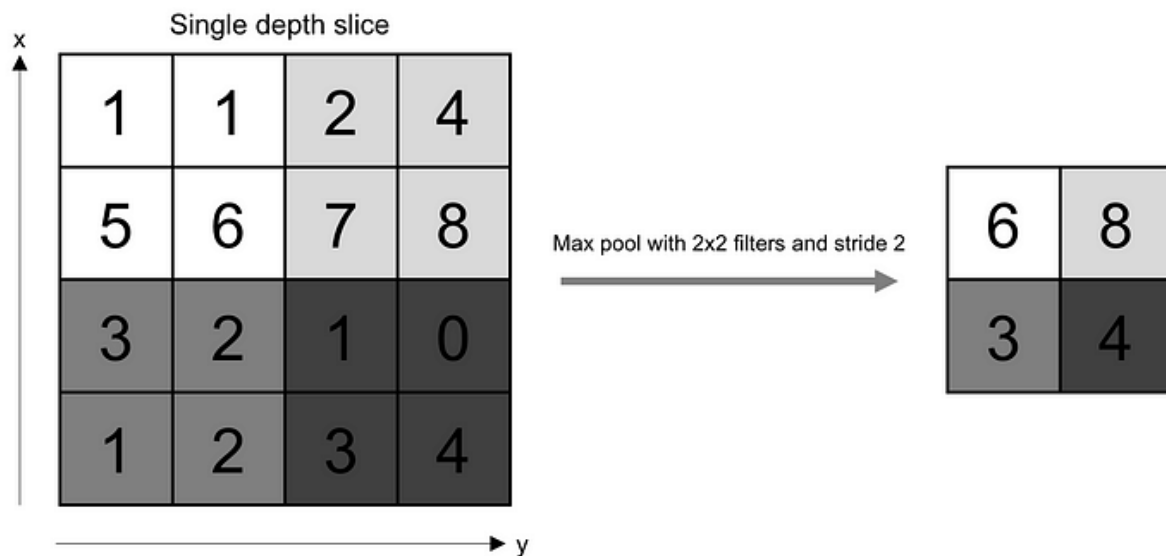 Single depth slice
x
1 1 2 4
5 6 7 8
3 2 1 0
1 2 3 4
y
Max pool with 2x2 filters and stride 2
6 8
3 4